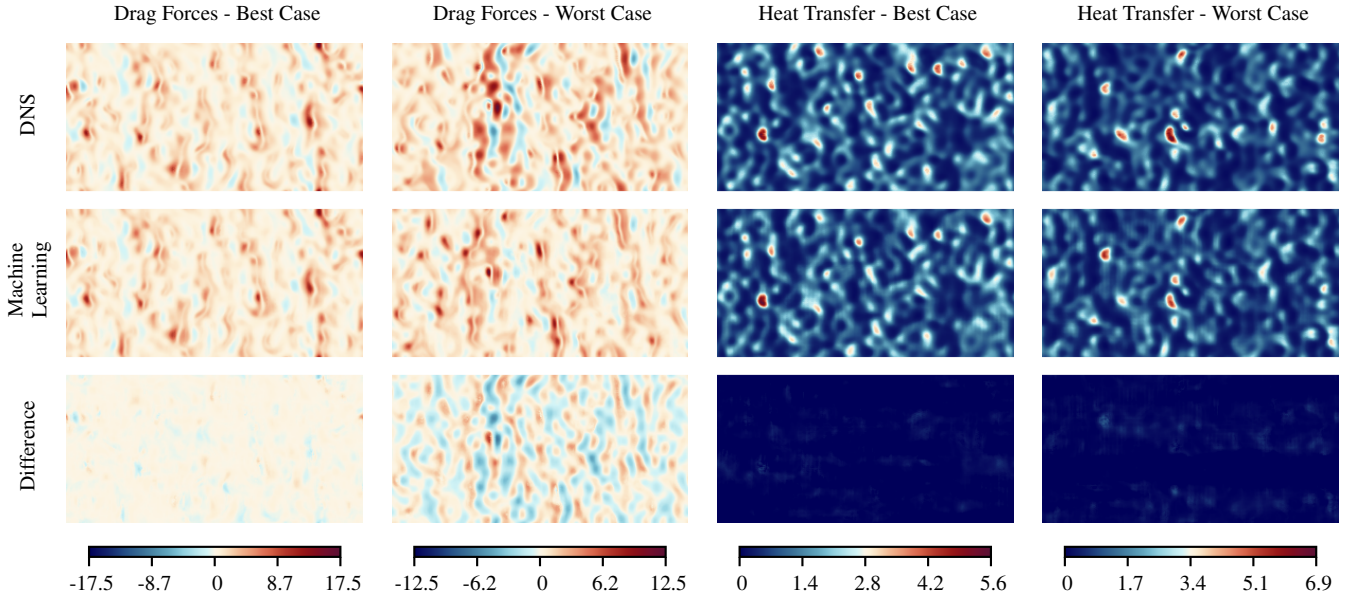 Drag Forces - Best Case
Drag Forces - Worst Case
Heat Transfer - Best Case
Heat Transfer - Worst Case
DNS
Machine
Learning
Difference
-17.5 -8.7 0 8.7 17.5
-12.5 -6.2 0 6.2 12.5
0 1.4 2.8 4.2 5.6
0 1.7 3.4 5.1 6.9